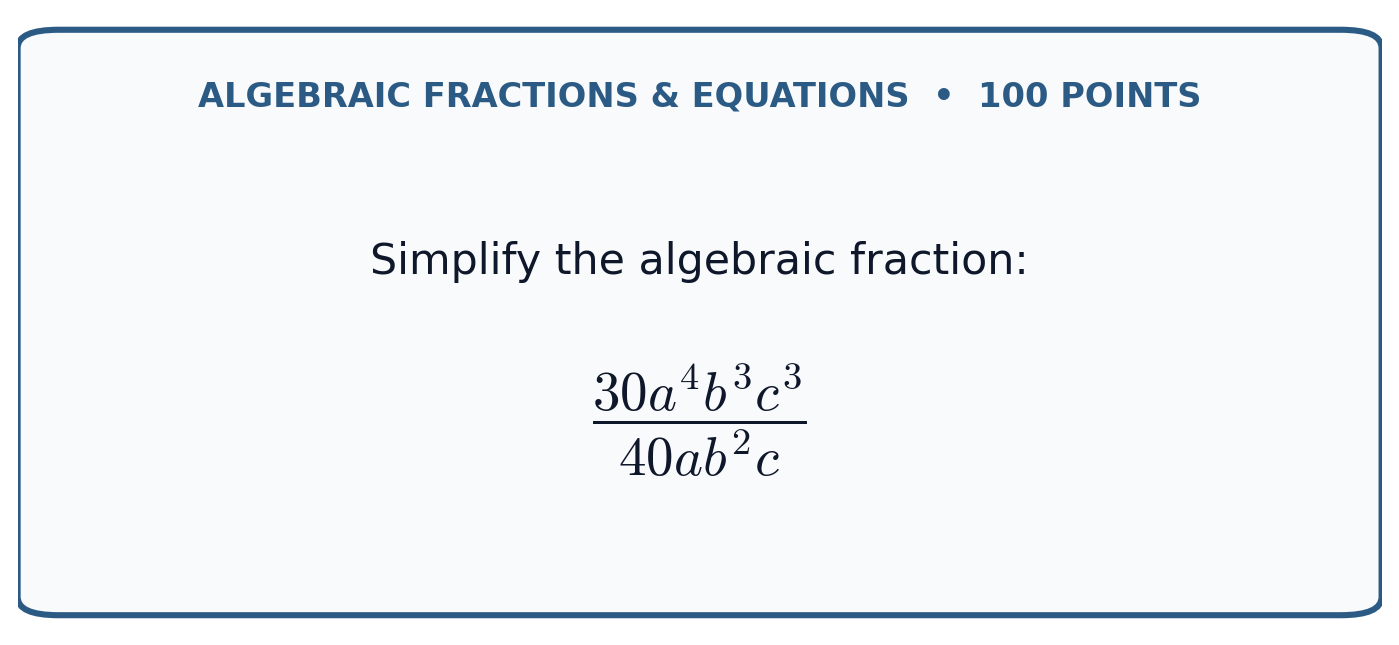 ALGEBRAIC FRACTIONS & EQUATIONS • 100 POINTS
Simplify the algebraic fraction:
30a⁴b³c³
40ab²c